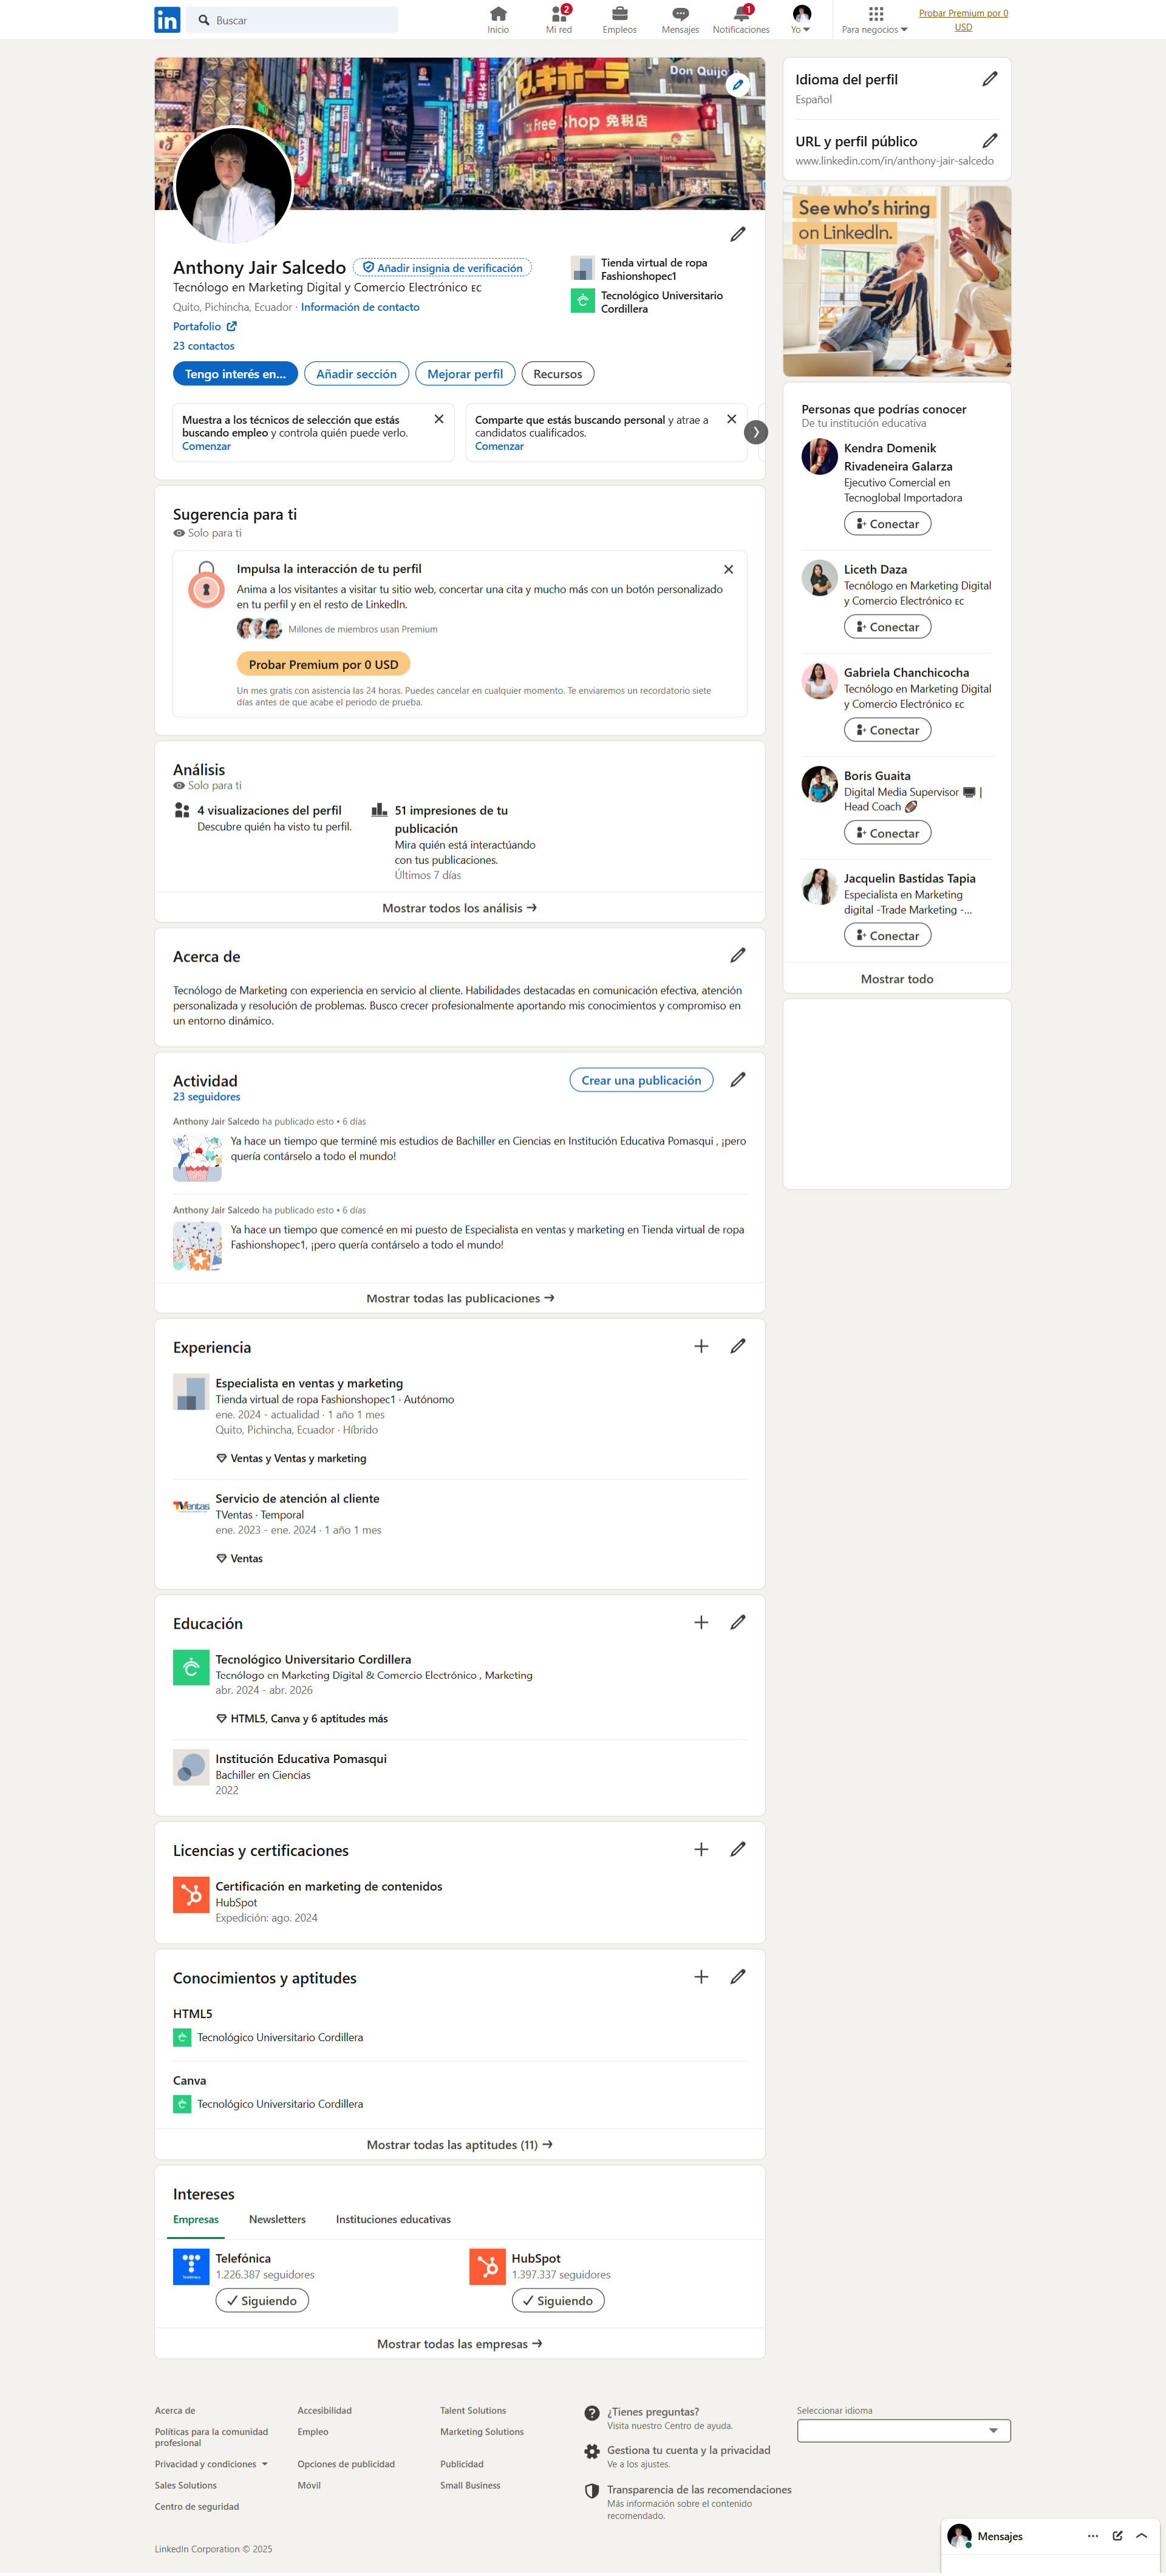 in
Buscar
Inicio
2
Mi red
Empleos
Mensajes
1
Notificaciones
Yo
Para negocios
Probar Premium por 0
USD
Don Quijo
Tax Free Shop 免税店
Anthony Jair Salcedo
Añadir insignia de verificación
Tecnólogo en Marketing Digital y Comercio Electrónico EC
Quito, Pichincha, Ecuador · Información de contacto
Portafolio
23 contactos
Tienda virtual de ropa
Fashionshopec1
Tecnológico Universitario
Cordillera
Tengo interés en...
Añadir sección
Mejorar perfil
Recursos
Muestra a los técnicos de selección que estás
buscando empleo y controla quién puede verlo.
Comenzar
Comparte que estás buscando personal y atrae a
candidatos cualificados.
Comenzar
Sugerencia para ti
Solo para ti
Impulsa la interacción de tu perfil
Anima a los visitantes a visitar tu sitio web, concertar una cita y mucho más con un botón personalizado
en tu perfil y en el resto de LinkedIn.
Millones de miembros usan Premium
Probar Premium por 0 USD
Un mes gratis con asistencia las 24 horas. Puedes cancelar en cualquier momento. Te enviaremos un recordatorio siete
días antes de que acabe el periodo de prueba.
Análisis
Solo para ti
4 visualizaciones del perfil
Descubre quién ha visto tu perfil.
51 impresiones de tu
publicación
Mira quién está interactúando
con tus publicaciones.
Últimos 7 días
Mostrar todos los análisis
Acerca de
Tecnólogo de Marketing con experiencia en servicio al cliente. Habilidades destacadas en comunicación efectiva, atención
personalizada y resolución de problemas. Busco crecer profesionalmente aportando mis conocimientos y compromiso en
un entorno dinámico.
Actividad
23 seguidores
Crear una publicación
Anthony Jair Salcedo ha publicado esto • 6 días
Ya hace un tiempo que terminé mis estudios de Bachiller en Ciencias en Institución Educativa Pomasqui , ¡pero
quería contárselo a todo el mundo!
Anthony Jair Salcedo ha publicado esto • 6 días
Ya hace un tiempo que comencé en mi puesto de Especialista en ventas y marketing en Tienda virtual de ropa
Fashionshopec1, ¡pero quería contárselo a todo el mundo!
Mostrar todas las publicaciones
Experiencia
Especialista en ventas y marketing
Tienda virtual de ropa Fashionshopec1 · Autónomo
ene. 2024 - actualidad · 1 año 1 mes
Quito, Pichincha, Ecuador · Híbrido
Ventas y Ventas y marketing
TVentas
Servicio de atención al cliente
TVentas · Temporal
ene. 2023 - ene. 2024 · 1 año 1 mes
Ventas
Educación
Tecnológico Universitario Cordillera
Tecnólogo en Marketing Digital & Comercio Electrónico , Marketing
abr. 2024 - abr. 2026
HTML5, Canva y 6 aptitudes más
Institución Educativa Pomasqui
Bachiller en Ciencias
2022
Licencias y certificaciones
Certificación en marketing de contenidos
HubSpot
Expedición: ago. 2024
Conocimientos y aptitudes
HTML5
Tecnológico Universitario Cordillera
Canva
Tecnológico Universitario Cordillera
Mostrar todas las aptitudes (11)
Intereses
Empresas
Newsletters
Instituciones educativas
Telefónica
1.226.387 seguidores
Siguiendo
HubSpot
1.397.337 seguidores
Siguiendo
Mostrar todas las empresas
Idioma del perfil
Español
URL y perfil público
www.linkedin.com/in/anthony-jair-salcedo
See who's hiring
on LinkedIn.
Personas que podrías conocer
De tu institución educativa
Kendra Domenik
Rivadeneira Galarza
Ejecutivo Comercial en
Tecnoglobal Importadora
Conectar
Liceth Daza
Tecnólogo en Marketing Digital
y Comercio Electrónico EC
Conectar
Gabriela Chanchicocha
Tecnólogo en Marketing Digital
y Comercio Electrónico EC
Conectar
Boris Guaita
Digital Media Supervisor 🖥️ |
Head Coach 🏈
Conectar
Jacquelin Bastidas Tapia
Especialista en Marketing
digital -Trade Marketing -...
Conectar
Mostrar todo
Acerca de
Accesibilidad
Talent Solutions
Políticas para la comunidad
profesional
Empleo
Marketing Solutions
Privacidad y condiciones
Opciones de publicidad
Publicidad
Sales Solutions
Móvil
Small Business
Centro de seguridad
¿Tienes preguntas?
Visita nuestro Centro de ayuda.
Gestiona tu cuenta y la privacidad
Ve a los ajustes.
Transparencia de las recomendaciones
Más información sobre el contenido
recomendado.
Seleccionar idioma
LinkedIn Corporation © 2025
Mensajes